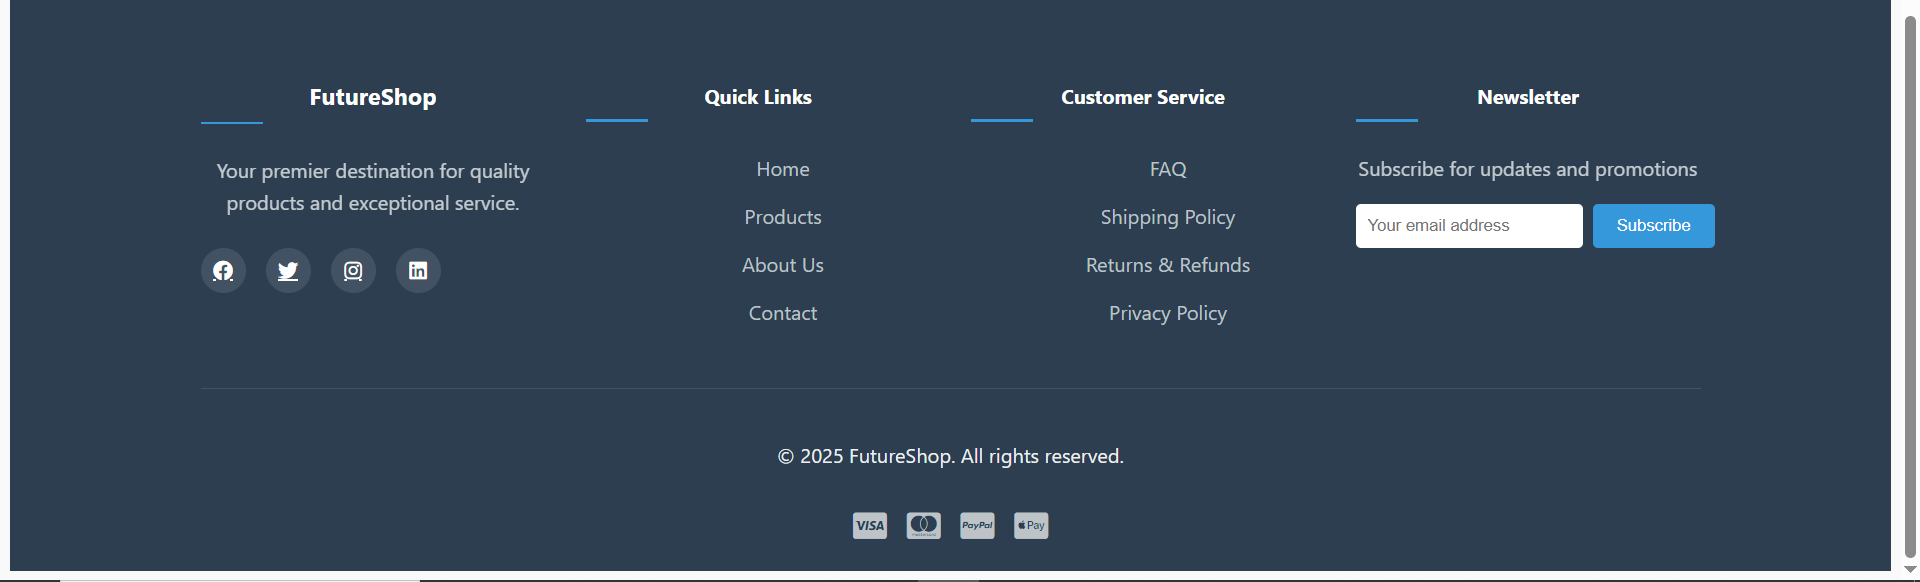 FutureShop
Your premier destination for quality
products and exceptional service.
Quick Links
Home
Products
About Us
Contact
Customer Service
FAQ
Shipping Policy
Returns & Refunds
Privacy Policy
Newsletter
Subscribe for updates and promotions
Your email address
Subscribe
© 2025 FutureShop. All rights reserved.
VISA
mastercard
PayPal
Pay